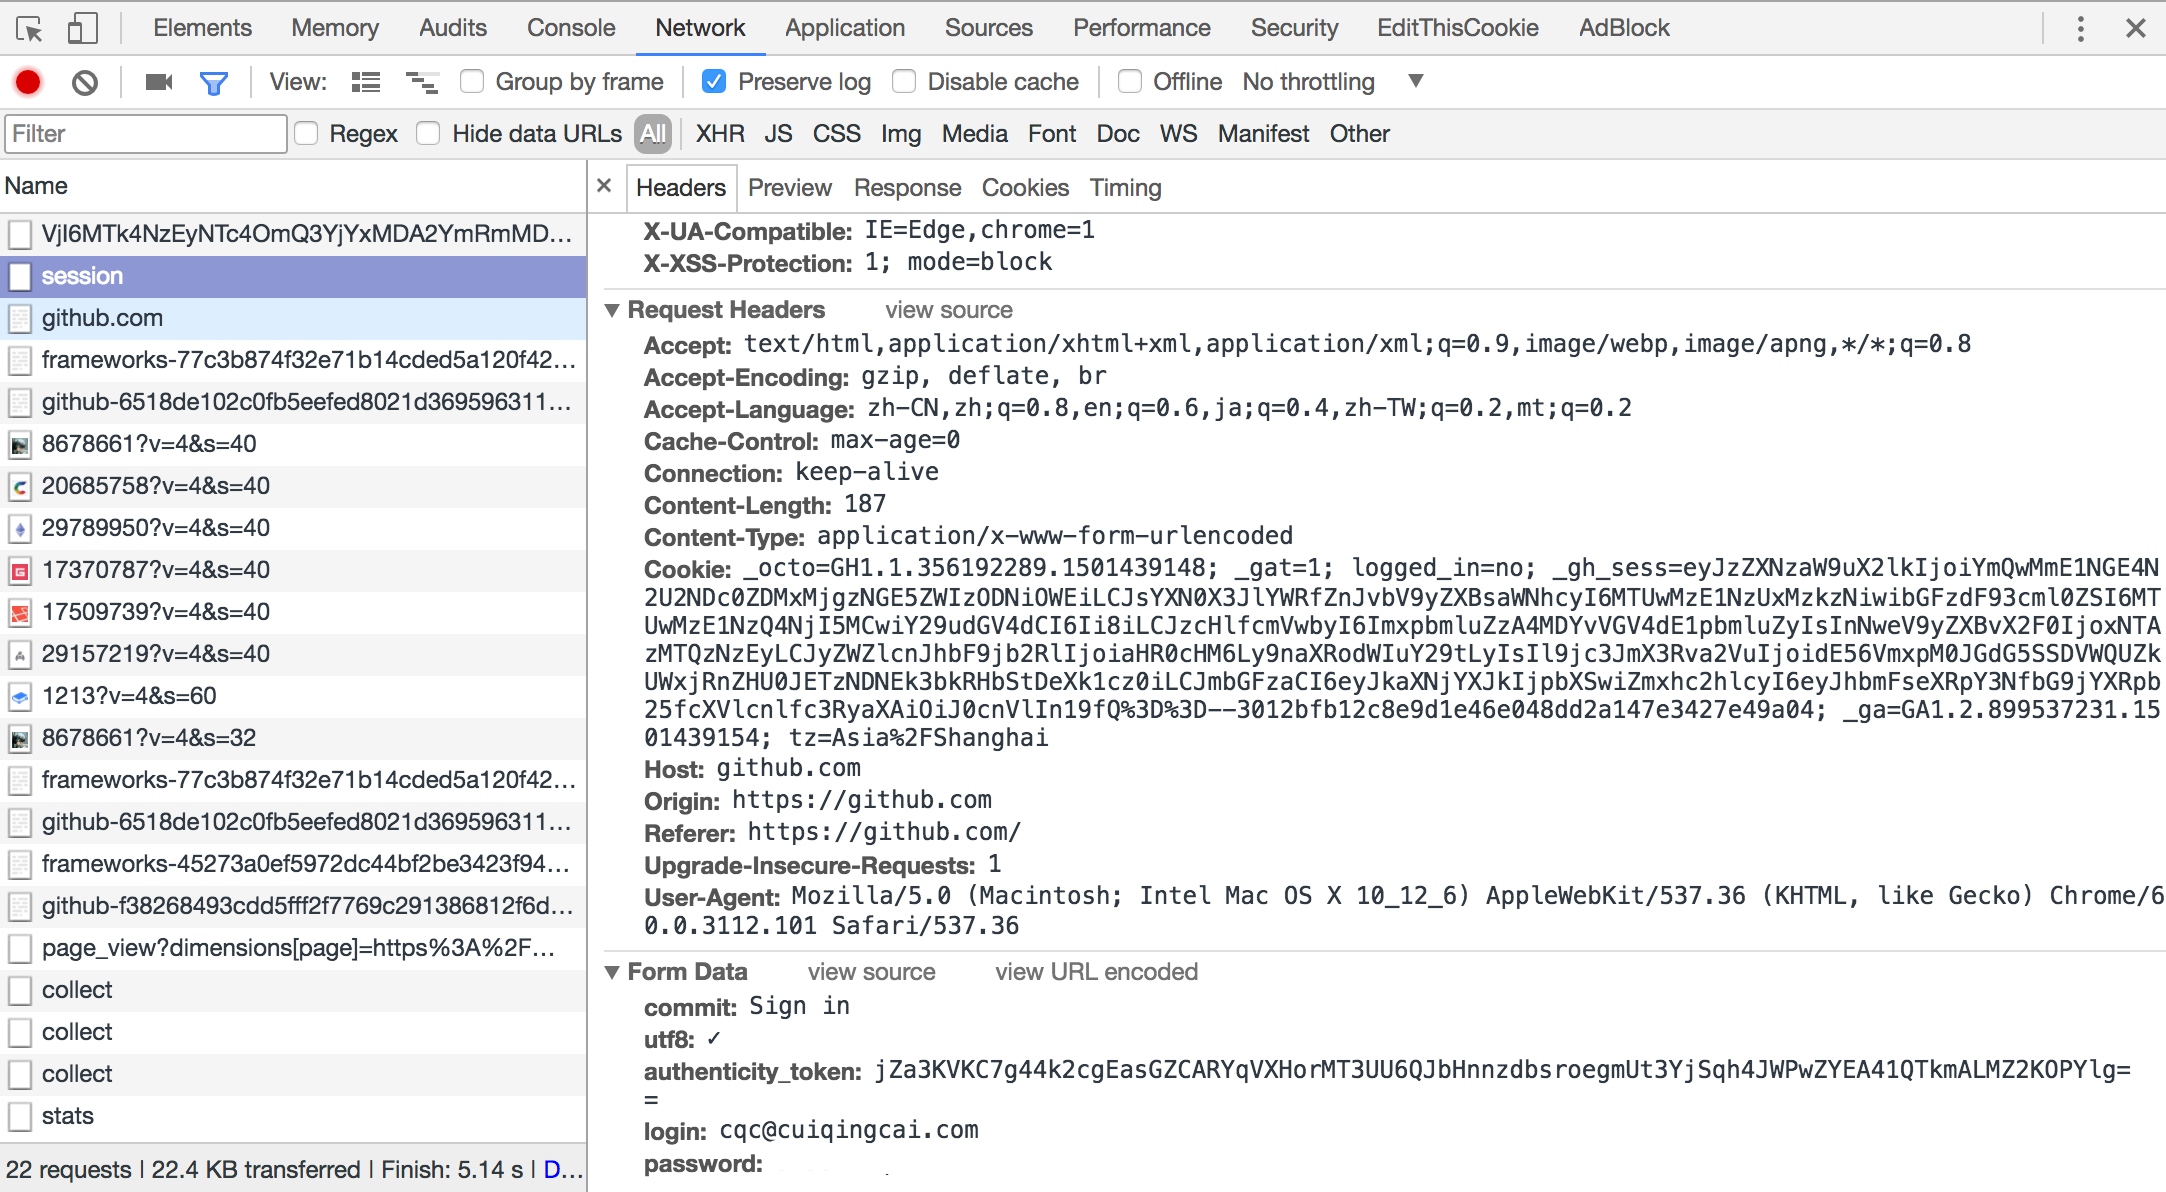 Elements Memory Audits Console Network Application Sources Performance Security EditThisCookie AdBlock
View: Group by frame Preserve log Disable cache Offline No throttling
Filter Regex Hide data URLs All XHR JS CSS Img Media Font Doc WS Manifest Other
Name
VjI6MTk4NzEyNTc4OmQ3YjYxMDA2YmRmMD...
session
github.com
frameworks-77c3b874f32e71b14cded5a120f42...
github-6518de102c0fb5eefed8021d369596311...
8678661?v=4&s=40
20685758?v=4&s=40
29789950?v=4&s=40
17370787?v=4&s=40
17509739?v=4&s=40
29157219?v=4&s=40
1213?v=4&s=60
8678661?v=4&s=32
frameworks-77c3b874f32e71b14cded5a120f42...
github-6518de102c0fb5eefed8021d369596311...
frameworks-45273a0ef5972dc44bf2be3423f94...
github-f38268493cdd5fff2f7769c291386812f6d...
page_view?dimensions[page]=https%3A%2F...
collect
collect
collect
stats
22 requests | 22.4 KB transferred | Finish: 5.14 s | D...
× Headers Preview Response Cookies Timing
X-UA-Compatible: IE=Edge,chrome=1
X-XSS-Protection: 1; mode=block
Request Headers view source
Accept: text/html,application/xhtml+xml,application/xml;q=0.9,image/webp,image/apng,*/*;q=0.8
Accept-Encoding: gzip, deflate, br
Accept-Language: zh-CN,zh;q=0.8,en;q=0.6,ja;q=0.4,zh-TW;q=0.2,mt;q=0.2
Cache-Control: max-age=0
Connection: keep-alive
Content-Length: 187
Content-Type: application/x-www-form-urlencoded
Cookie: _octo=GH1.1.356192289.1501439148; _gat=1; logged_in=no; _gh_sess=eyJzZXNzaW9uX2lkIjoiYmQwMmE1NGE4N
2U2NDc0ZDMxMjgzNGE5ZWIzODNiOWEiLCJsYXN0X3JlYWRfZnJvbV9yZXBsaWNhcyI6MTUwMzE1NzUxMzkzNiwibGFzdF93cml0ZSI6MT
UwMzE1NzQ4NjI5MCwiY29udGV4dCI6Ii8iLCJzcHlfcmVwbyI6ImxpbmluZzA4MDYvVGV4dE1pbmluZyIsInNweV9yZXBvX2F0IjoxNTA
zMTQzNzEyLCJyZWZlcnJhbF9jb2RlIjoiaHR0cHM6Ly9naXRodWIuY29tLyIsIl9jc3JmX3Rva2VuIjoidE56VmxpM0JGdG5SSDVWQUZk
UWxjRnZHU0JETzNDNEk3bkRHbStDeXk1cz0iLCJmbGFzaCI6eyJkaXNjYXJkIjpbXSwiZmxhc2hlcyI6eyJhbmFseXRpY3NfbG9jYXRpb
25fcXVlcnlfc3RyaXAiOiJ0cnVlIn19fQ%3D%3D--3012bfb12c8e9d1e46e048dd2a147e3427e49a04; _ga=GA1.2.899537231.15
01439154; tz=Asia%2FShanghai
Host: github.com
Origin: https://github.com
Referer: https://github.com/
Upgrade-Insecure-Requests: 1
User-Agent: Mozilla/5.0 (Macintosh; Intel Mac OS X 10_12_6) AppleWebKit/537.36 (KHTML, like Gecko) Chrome/6
0.0.3112.101 Safari/537.36
Form Data view source view URL encoded
commit: Sign in
utf8: ✓
authenticity_token: jZa3KVKC7g44k2cgEasGZCARYqVXHorMT3UU6QJbHnnzdbsroegmUt3YjSqh4JWPwZYEA41QTkmALMZ2KOPYlg=
=
login: cqc@cuiqingcai.com
password: